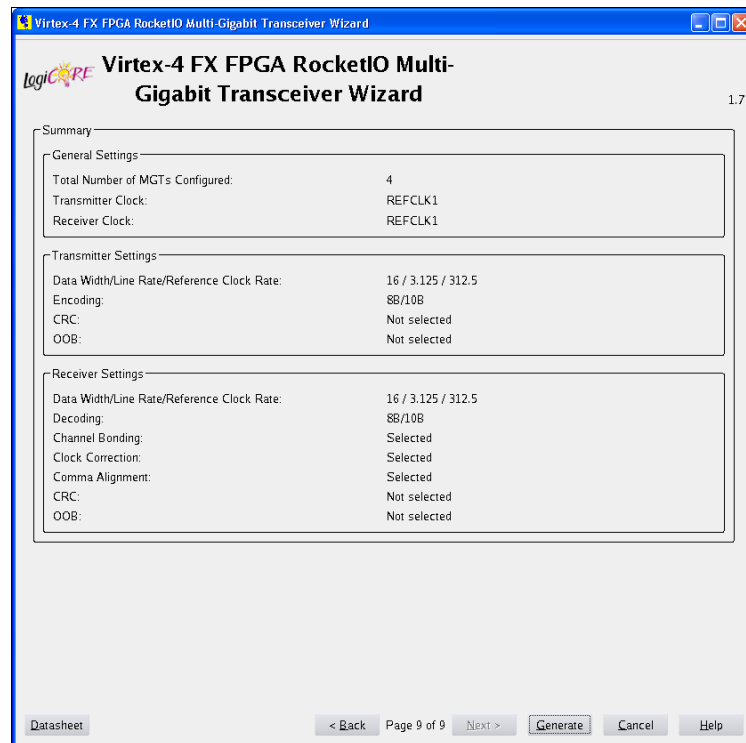 Virtex-4 FX FPGA RocketIO Multi-Gigabit Transceiver Wizard
LogiCORE
Virtex-4 FX FPGA RocketIO Multi-
Gigabit Transceiver Wizard
1.7
Summary
General Settings
Total Number of MGTs Configured: 4
Transmitter Clock: REFCLK1
Receiver Clock: REFCLK1
Transmitter Settings
Data Width/Line Rate/Reference Clock Rate: 16 / 3.125 / 312.5
Encoding: 8B/10B
CRC: Not selected
OOB: Not selected
Receiver Settings
Data Width/Line Rate/Reference Clock Rate: 16 / 3.125 / 312.5
Decoding: 8B/10B
Channel Bonding: Selected
Clock Correction: Selected
Comma Alignment: Selected
CRC: Not selected
OOB: Not selected
Datasheet < Back Page 9 of 9 Next > Generate Cancel Help